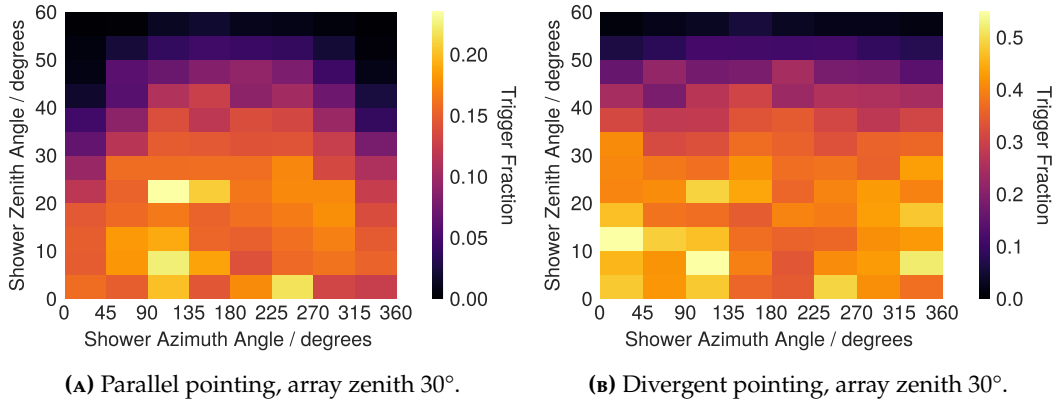 60
50
40
30
20
10
0
Shower Zenith Angle / degrees
0 45 90 135 180 225 270 315 360
Shower Azimuth Angle / degrees
0.20
0.15
0.10
0.05
0.00
Trigger Fraction
(A) Parallel pointing, array zenith 30°.
60
50
40
30
20
10
0
Shower Zenith Angle / degrees
0 45 90 135 180 225 270 315 360
Shower Azimuth Angle / degrees
0.5
0.4
0.3
0.2
0.1
0.0
Trigger Fraction
(B) Divergent pointing, array zenith 30°.